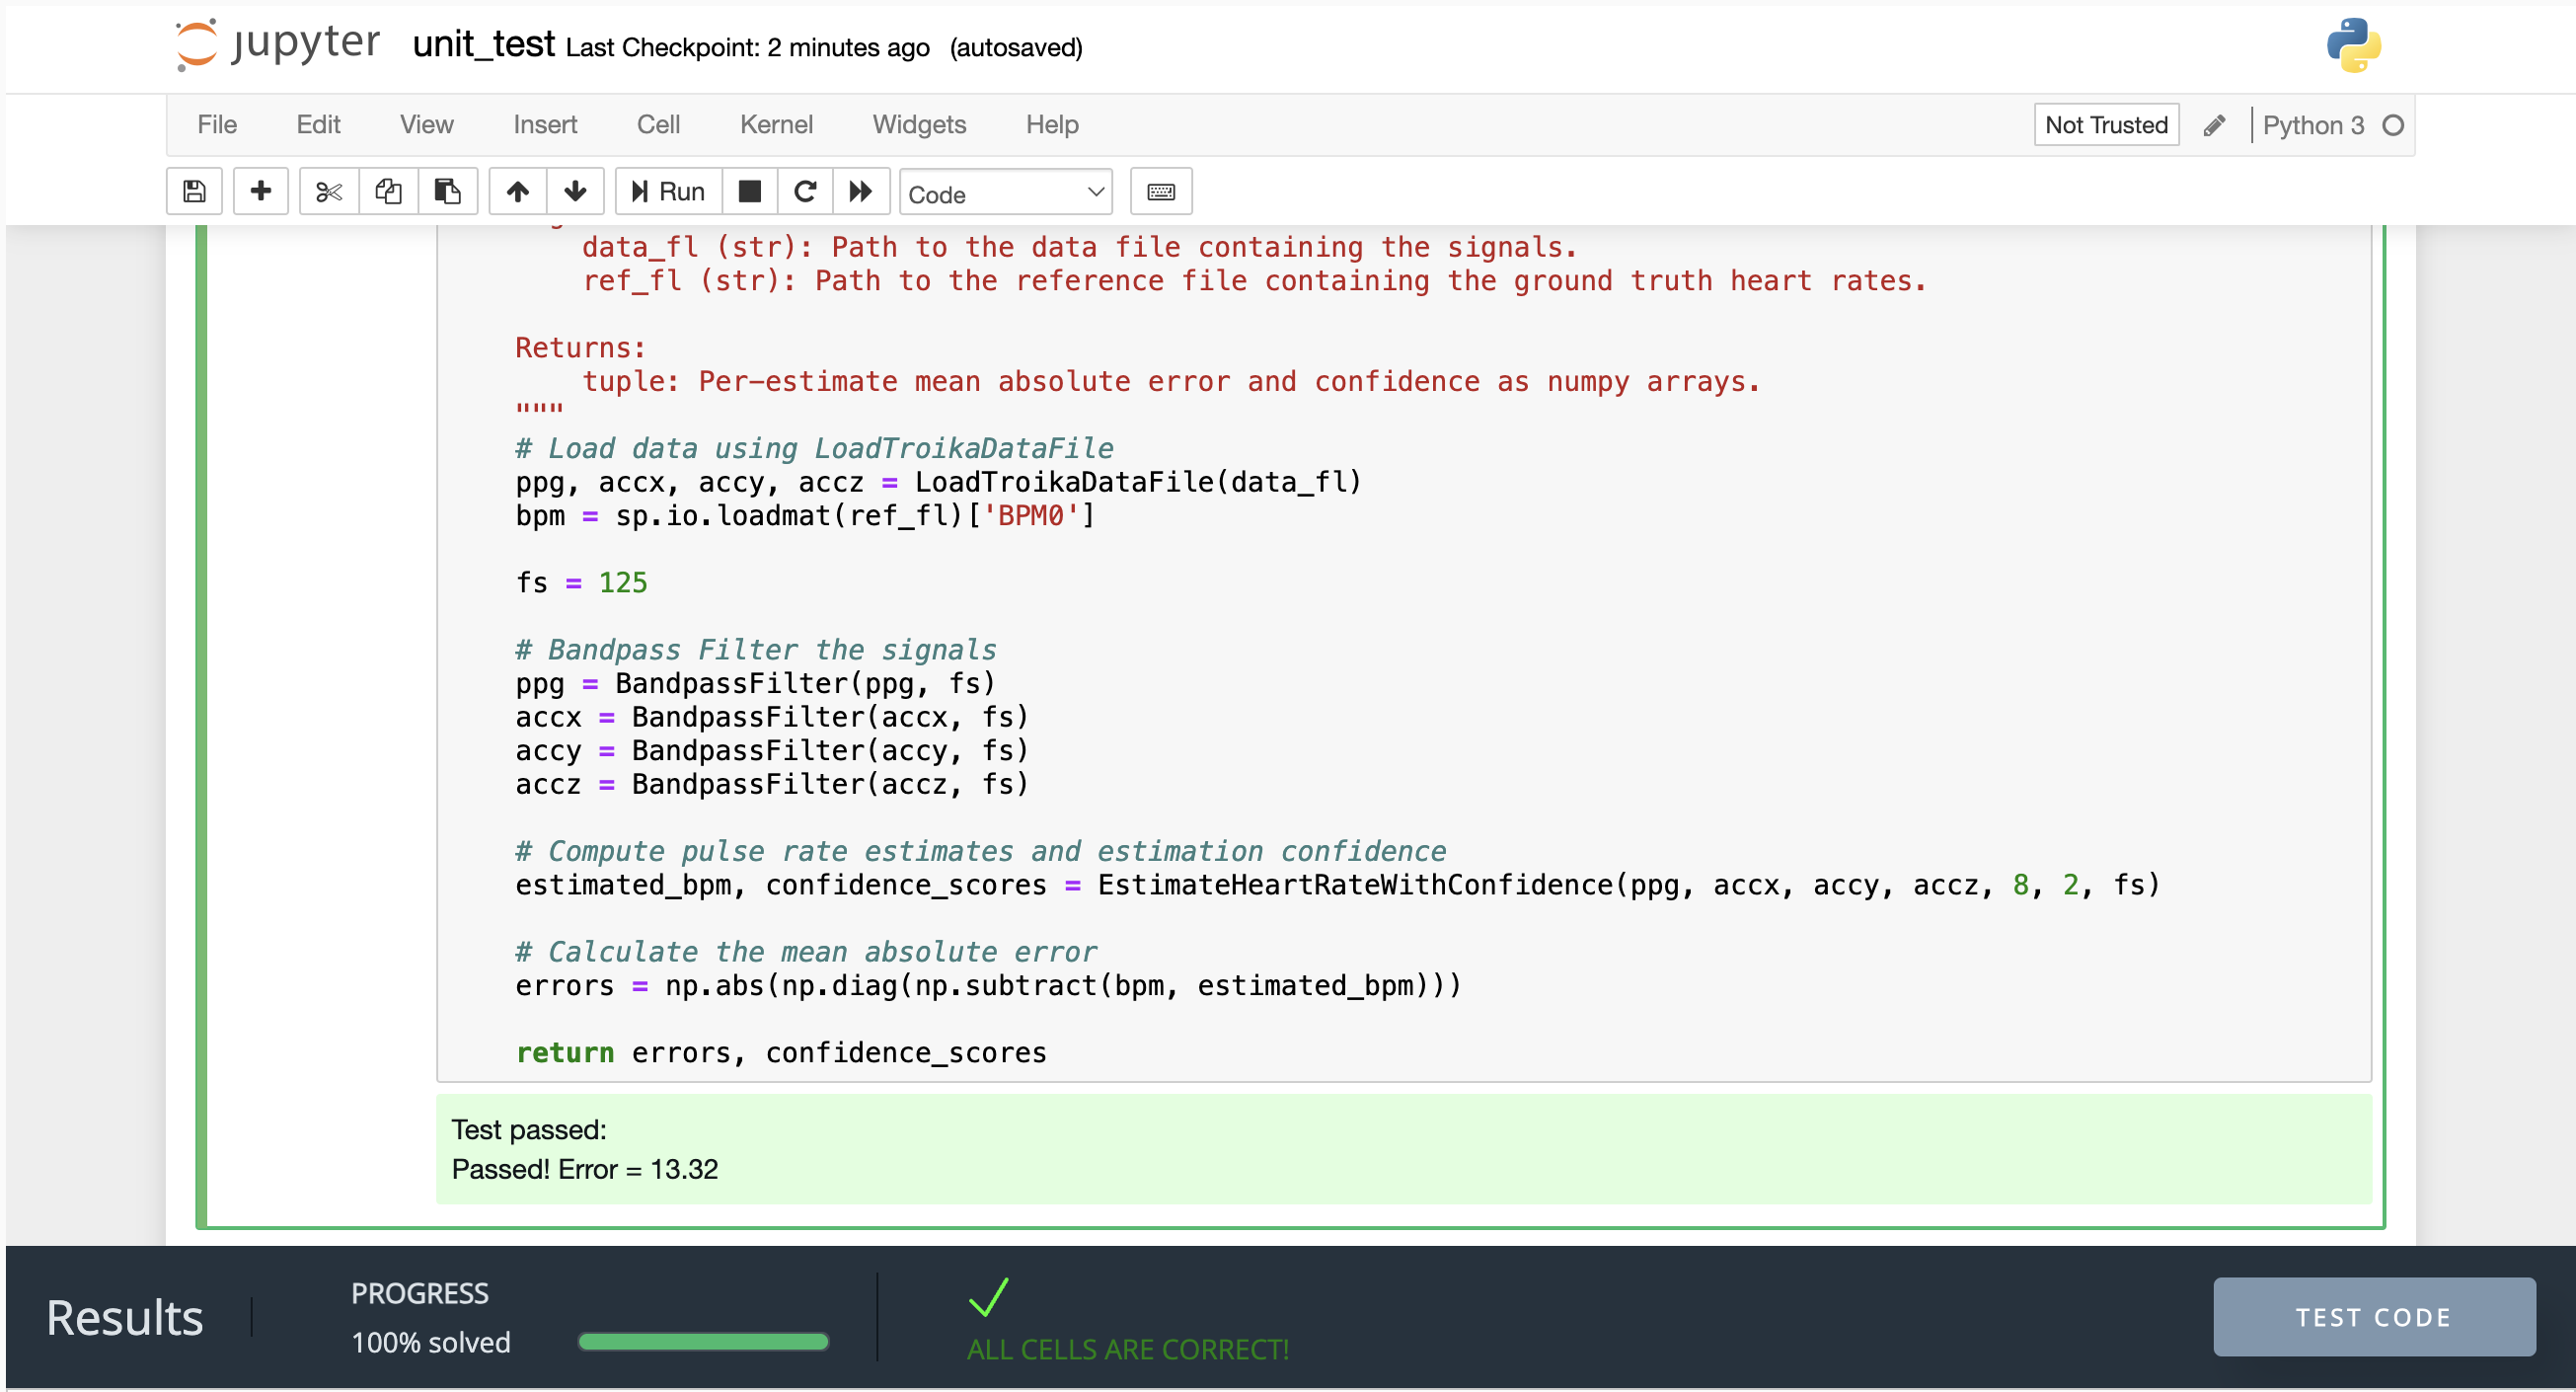 jupyter unit_test Last Checkpoint: 2 minutes ago (autosaved)
File Edit View Insert Cell Kernel Widgets Help Not Trusted Python 3
Run Code
data_fl (str): Path to the data file containing the signals.
ref_fl (str): Path to the reference file containing the ground truth heart rates.
Returns:
tuple: Per-estimate mean absolute error and confidence as numpy arrays.
"""
# Load data using LoadTroikaDataFile
ppg, accx, accy, accz = LoadTroikaDataFile(data_fl)
bpm = sp.io.loadmat(ref_fl)['BPM0']
fs = 125
# Bandpass Filter the signals
ppg = BandpassFilter(ppg, fs)
accx = BandpassFilter(accx, fs)
accy = BandpassFilter(accy, fs)
accz = BandpassFilter(accz, fs)
# Compute pulse rate estimates and estimation confidence
estimated_bpm, confidence_scores = EstimateHeartRateWithConfidence(ppg, accx, accy, accz, 8, 2, fs)
# Calculate the mean absolute error
errors = np.abs(np.diag(np.subtract(bpm, estimated_bpm)))
return errors, confidence_scores
Test passed:
Passed! Error = 13.32
Results
PROGRESS
100% solved
ALL CELLS ARE CORRECT!
TEST CODE